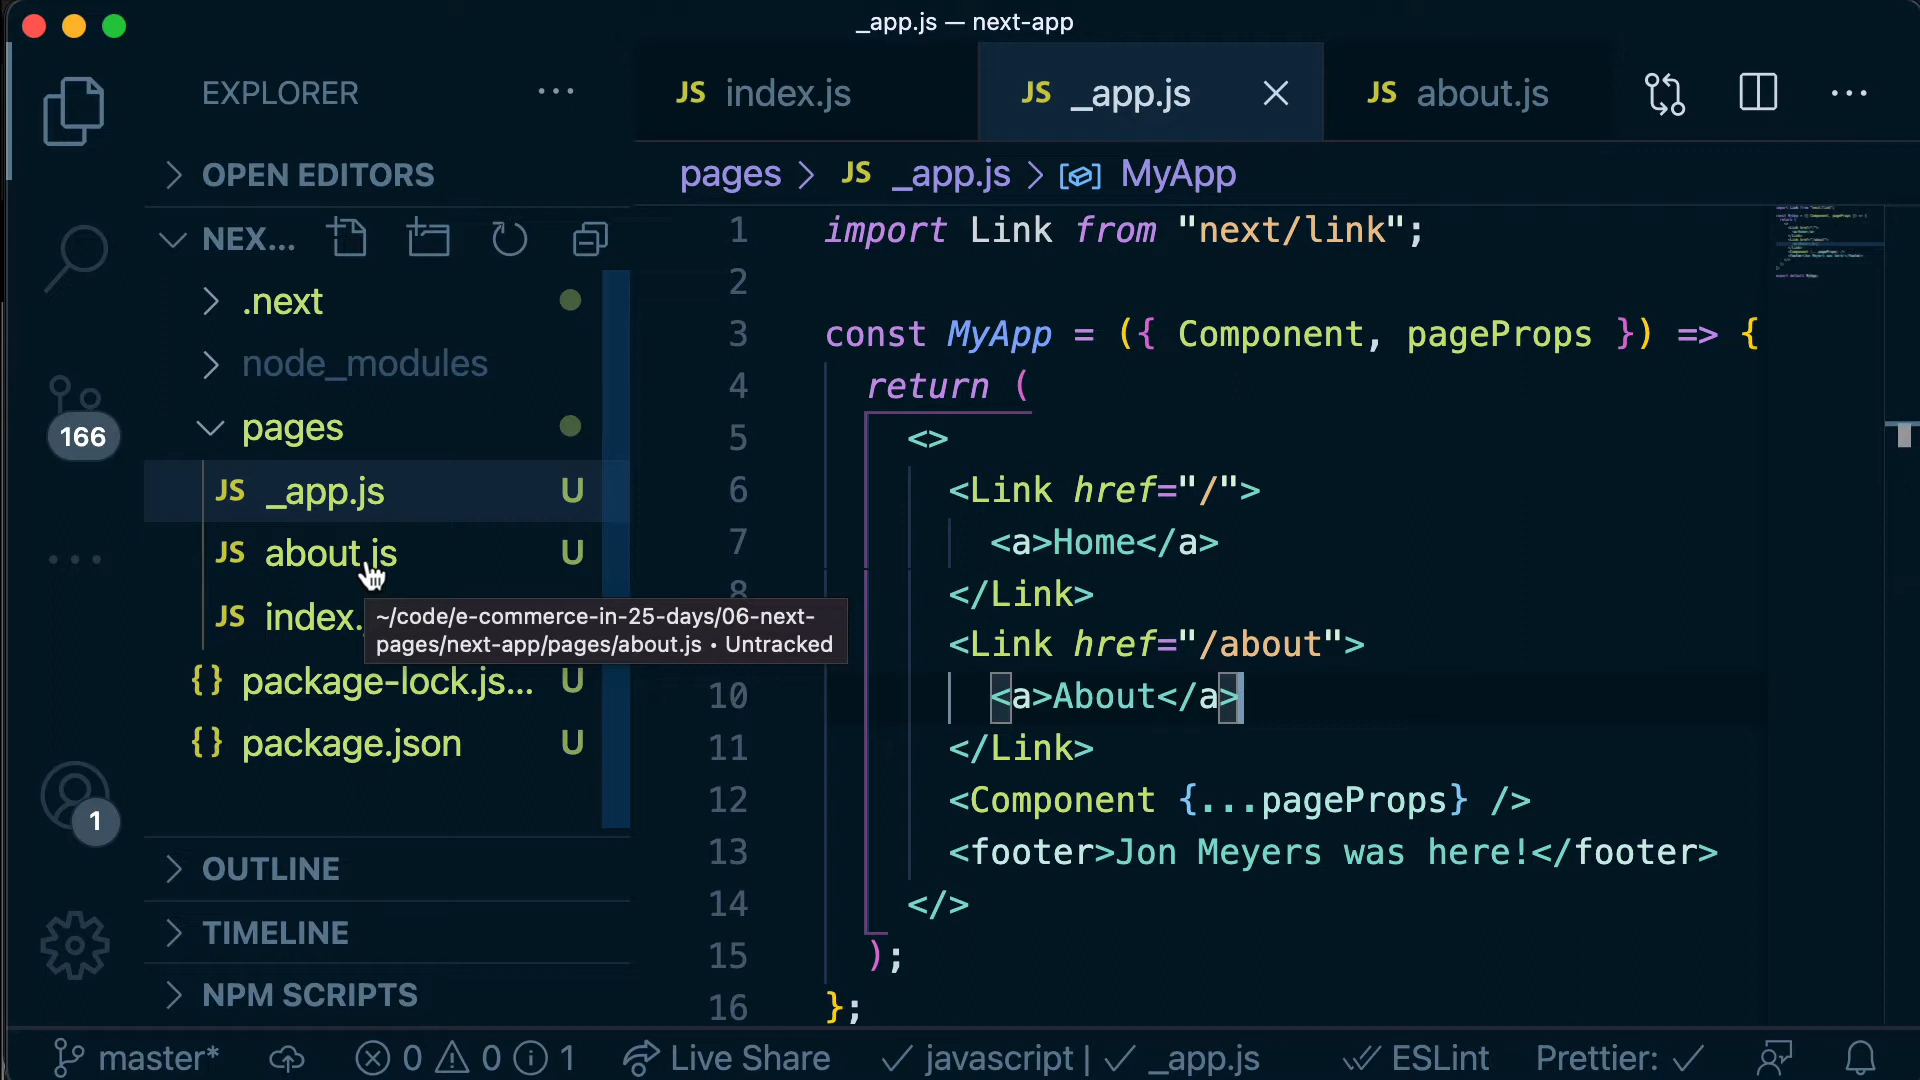 _app.js — next-app
EXPLORER
JS index.js
JS _app.js
JS about.js
OPEN EDITORS
pages > JS _app.js > MyApp
NEX...
.next
node_modules
pages
JS _app.js U
JS about.js U
JS index.
~/code/e-commerce-in-25-days/06-next-
pages/next-app/pages/about.js • Untracked
{} package-lock.js... U
{} package.json U
166
1
OUTLINE
TIMELINE
NPM SCRIPTS
1 import Link from "next/link";
2
3 const MyApp = ({ Component, pageProps }) => {
4 return (
5 <>
6 <Link href="/">
7 <a>Home</a>
8 </Link>
<Link href="/about">
10 <a>About</a>
11 </Link>
12 <Component {...pageProps} />
13 <footer>Jon Meyers was here!</footer>
14 </>
15 );
16 };
master* 0 0 1 Live Share javascript | _app.js ESLint Prettier: